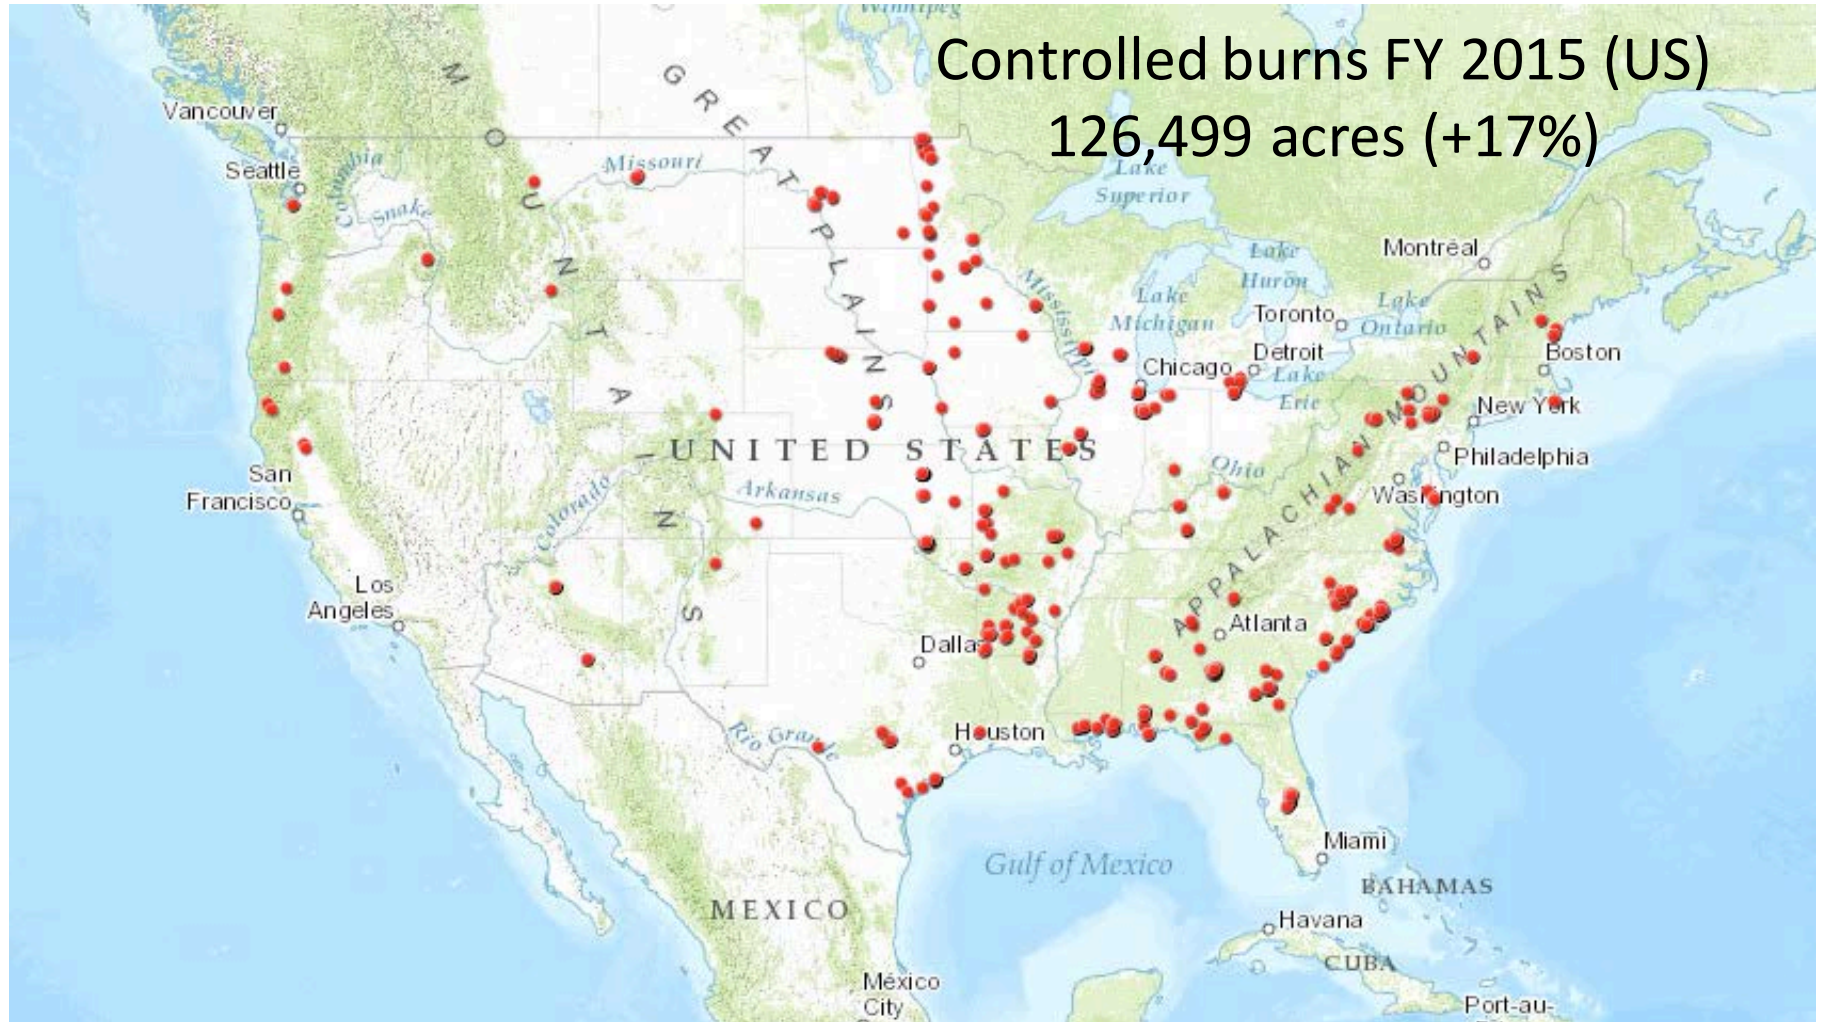 Winnipeg
Controlled burns FY 2015 (US)
126,499 acres (+17%)
Vancouver
Seattle
Columbia
Snake
Missouri
GREAT PLAINS
MOUNTAINS
Lake
Superior
Montréal
Mississippi
Lake
Michigan
Lake
Huron
Toronto
Lake
Ontario
Chicago
Detroit
Lake
Erie
Boston
New York
Philadelphia
Washington
APPALACHIAN MOUNTAINS
UNITED STATES
San
Francisco
Colorado
Arkansas
Ohio
Los
Angeles
Dallas
Atlanta
Rio Grande
Houston
Gulf of Mexico
Miami
BAHAMAS
MEXICO
Havana
CUBA
México
City
Port-au-